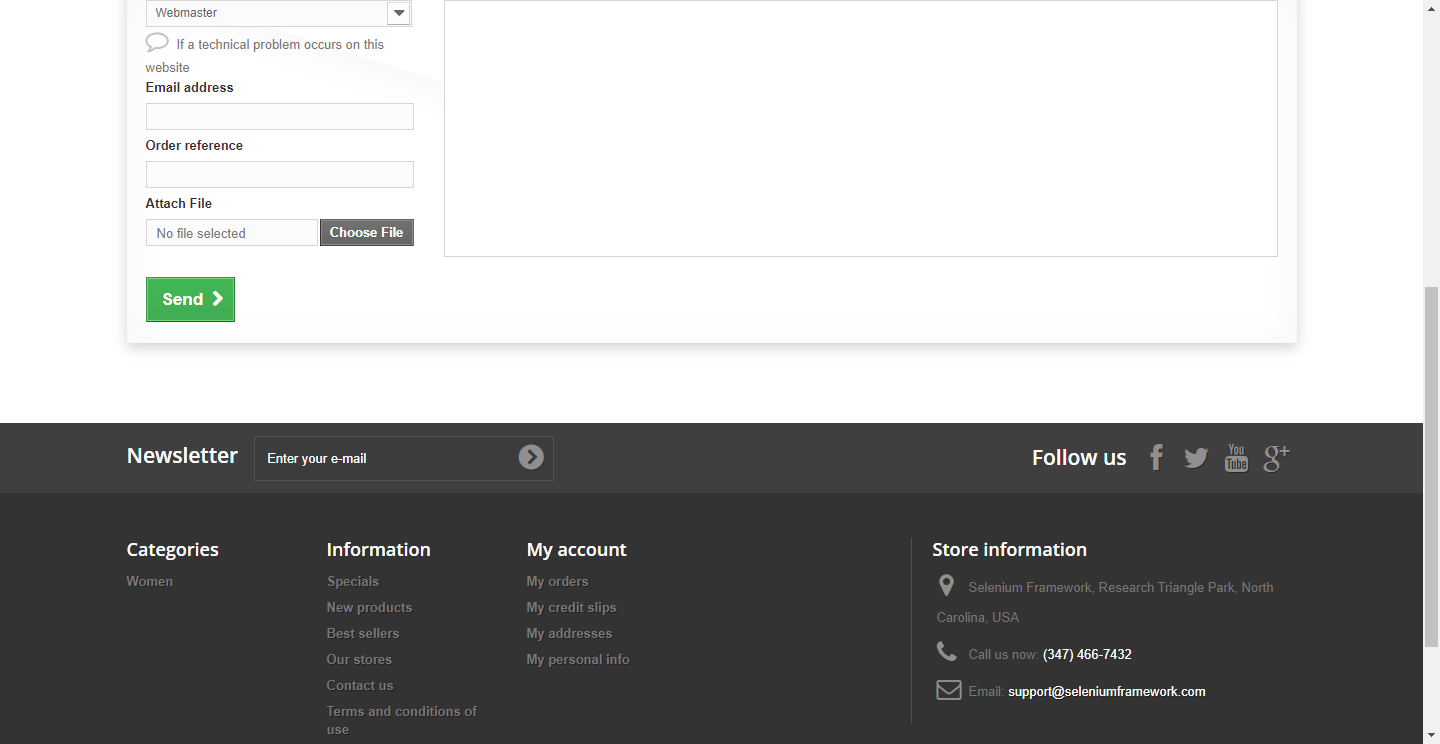 Webmaster
If a technical problem occurs on this
website
Email address
Order reference
Attach File
No file selected
Choose File
Send
Newsletter
Enter your e-mail
Follow us
You
Tube
g+
Categories
Women
Information
Specials
New products
Best sellers
Our stores
Contact us
Terms and conditions of
use
My account
My orders
My credit slips
My addresses
My personal info
Store information
Selenium Framework, Research Triangle Park, North
Carolina, USA
Call us now: (347) 466-7432
Email: support@seleniumframework.com